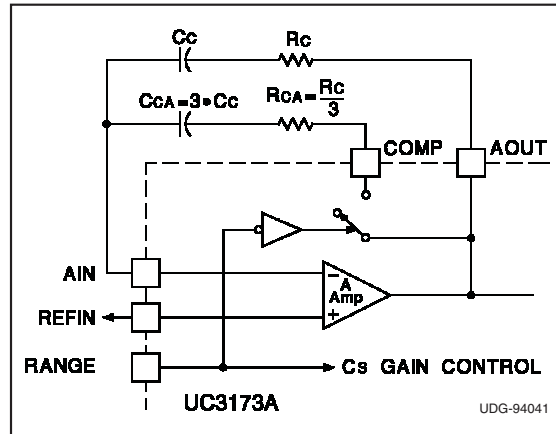 Cc
Rc
CCA=3•Cc
RCA=Rc/3
COMP
AOUT
AIN
−
A
Amp
+
REFIN
RANGE
Cs GAIN CONTROL
UC3173A
UDG-94041